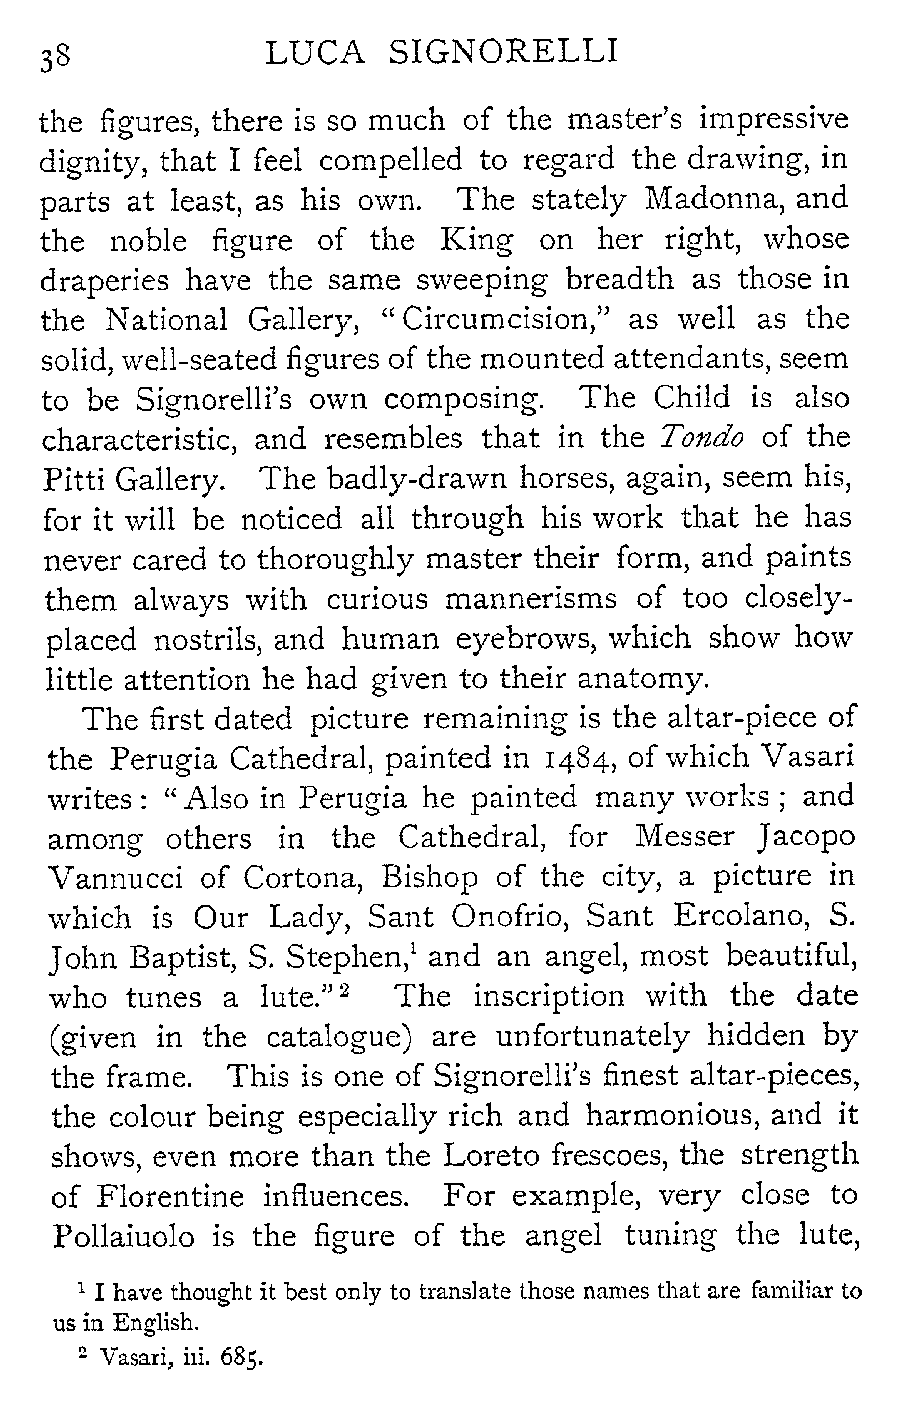 38 LUCA SIGNORELLI
the figures, there is so much of the master's impressive
dignity, that I feel compelled to regard the drawing, in
parts at least, as his own. The stately Madonna, and
the noble figure of the King on her right, whose
draperies have the same sweeping breadth as those in
the National Gallery, "Circumcision," as well as the
solid, well-seated figures of the mounted attendants, seem
to be Signorelli's own composing. The Child is also
characteristic, and resembles that in the Tondo of the
Pitti Gallery. The badly-drawn horses, again, seem his,
for it will be noticed all through his work that he has
never cared to thoroughly master their form, and paints
them always with curious mannerisms of too closely-
placed nostrils, and human eyebrows, which show how
little attention he had given to their anatomy.
The first dated picture remaining is the altar-piece of
the Perugia Cathedral, painted in 1484, of which Vasari
writes: "Also in Perugia he painted many works; and
among others in the Cathedral, for Messer Jacopo
Vannucci of Cortona, Bishop of the city, a picture in
which is Our Lady, Sant Onofrio, Sant Ercolano, S.
John Baptist, S. Stephen,¹ and an angel, most beautiful,
who tunes a lute."² The inscription with the date
(given in the catalogue) are unfortunately hidden by
the frame. This is one of Signorelli's finest altar-pieces,
the colour being especially rich and harmonious, and it
shows, even more than the Loreto frescoes, the strength
of Florentine influences. For example, very close to
Pollaiuolo is the figure of the angel tuning the lute,
¹ I have thought it best only to translate those names that are familiar to
us in English.
² Vasari, iii. 685.